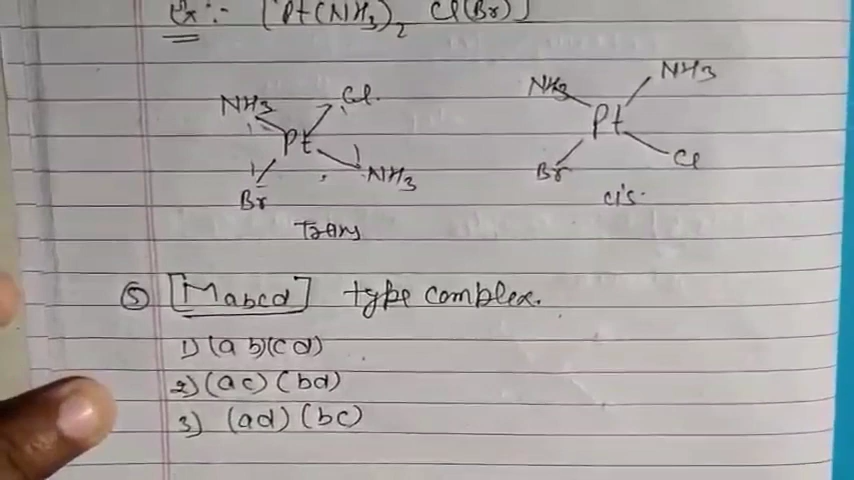 Ex :- [Pt(NH3)2 Cl(Br)]
NH3 Cl.
Pt
Br NH3
Trans
NH3 NH3
Pt
Br Cl
cis.
⑤ [Mabcd] type complex.
1) (ab)(cd)
2) (ac) (bd)
3) (ad) (bc)